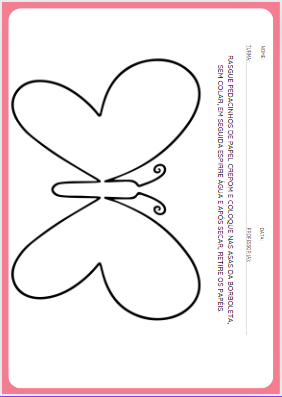 NOME: DATA:
TURMA: PROFESSOR(A):
RASGUE PEDACINHOS DE PAPEL CREPOM E COLOQUE NAS ASAS DA BORBOLETA,
SEM COLAR, EM SEGUIDA ESPIRRE ÁGUA E APÓS SECAR, RETIRE OS PAPÉIS.